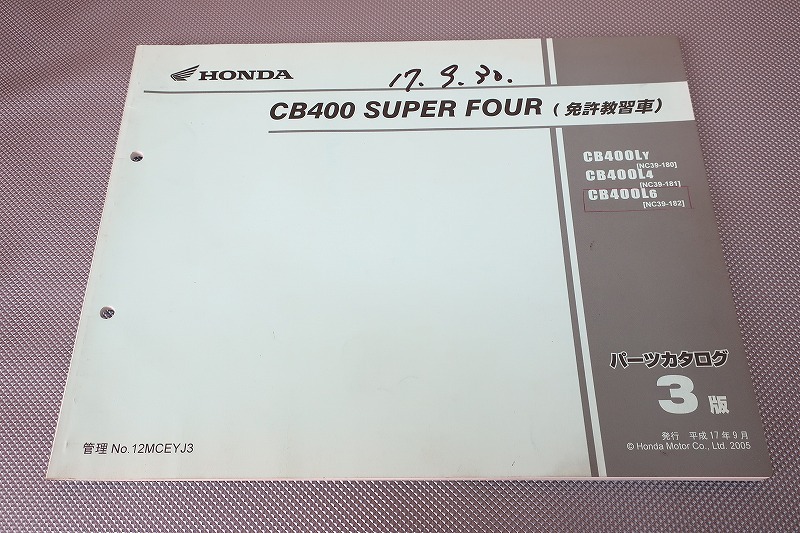 HONDA
17.9.30.
CB400 SUPER FOUR (免許教習車)
CB400LY
[NC39-180]
CB400L4
[NC39-181]
CB400L6
[NC39-182]
パーツカタログ
3版
発行 平成17年9月
© Honda Motor Co., Ltd. 2005
管理 No.12MCEYJ3